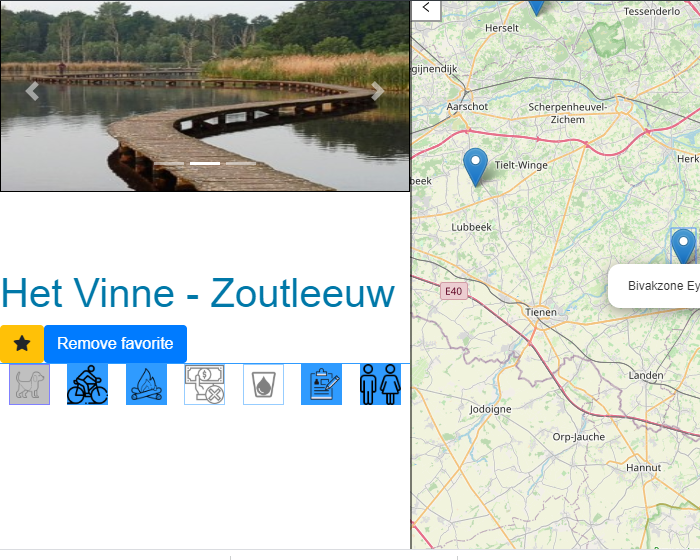 Het Vinne - Zoutleeuw
Remove favorite
<
Tessenderlo
Herselt
gijnendijk
Aarschot
Scherpenheuvel-
Zichem
Tielt-Winge
Herk
beek
Lubbeek
E40
Bivakzone Ey
Tienen
Landen
Jodoigne
Orp-Jauche
Hannut